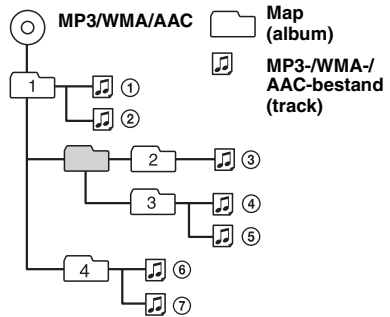 MP3/WMA/AAC
Map
(album)
MP3-/WMA-/
AAC-bestand
(track)
1
①
②
2
③
3
④
⑤
4
⑥
⑦